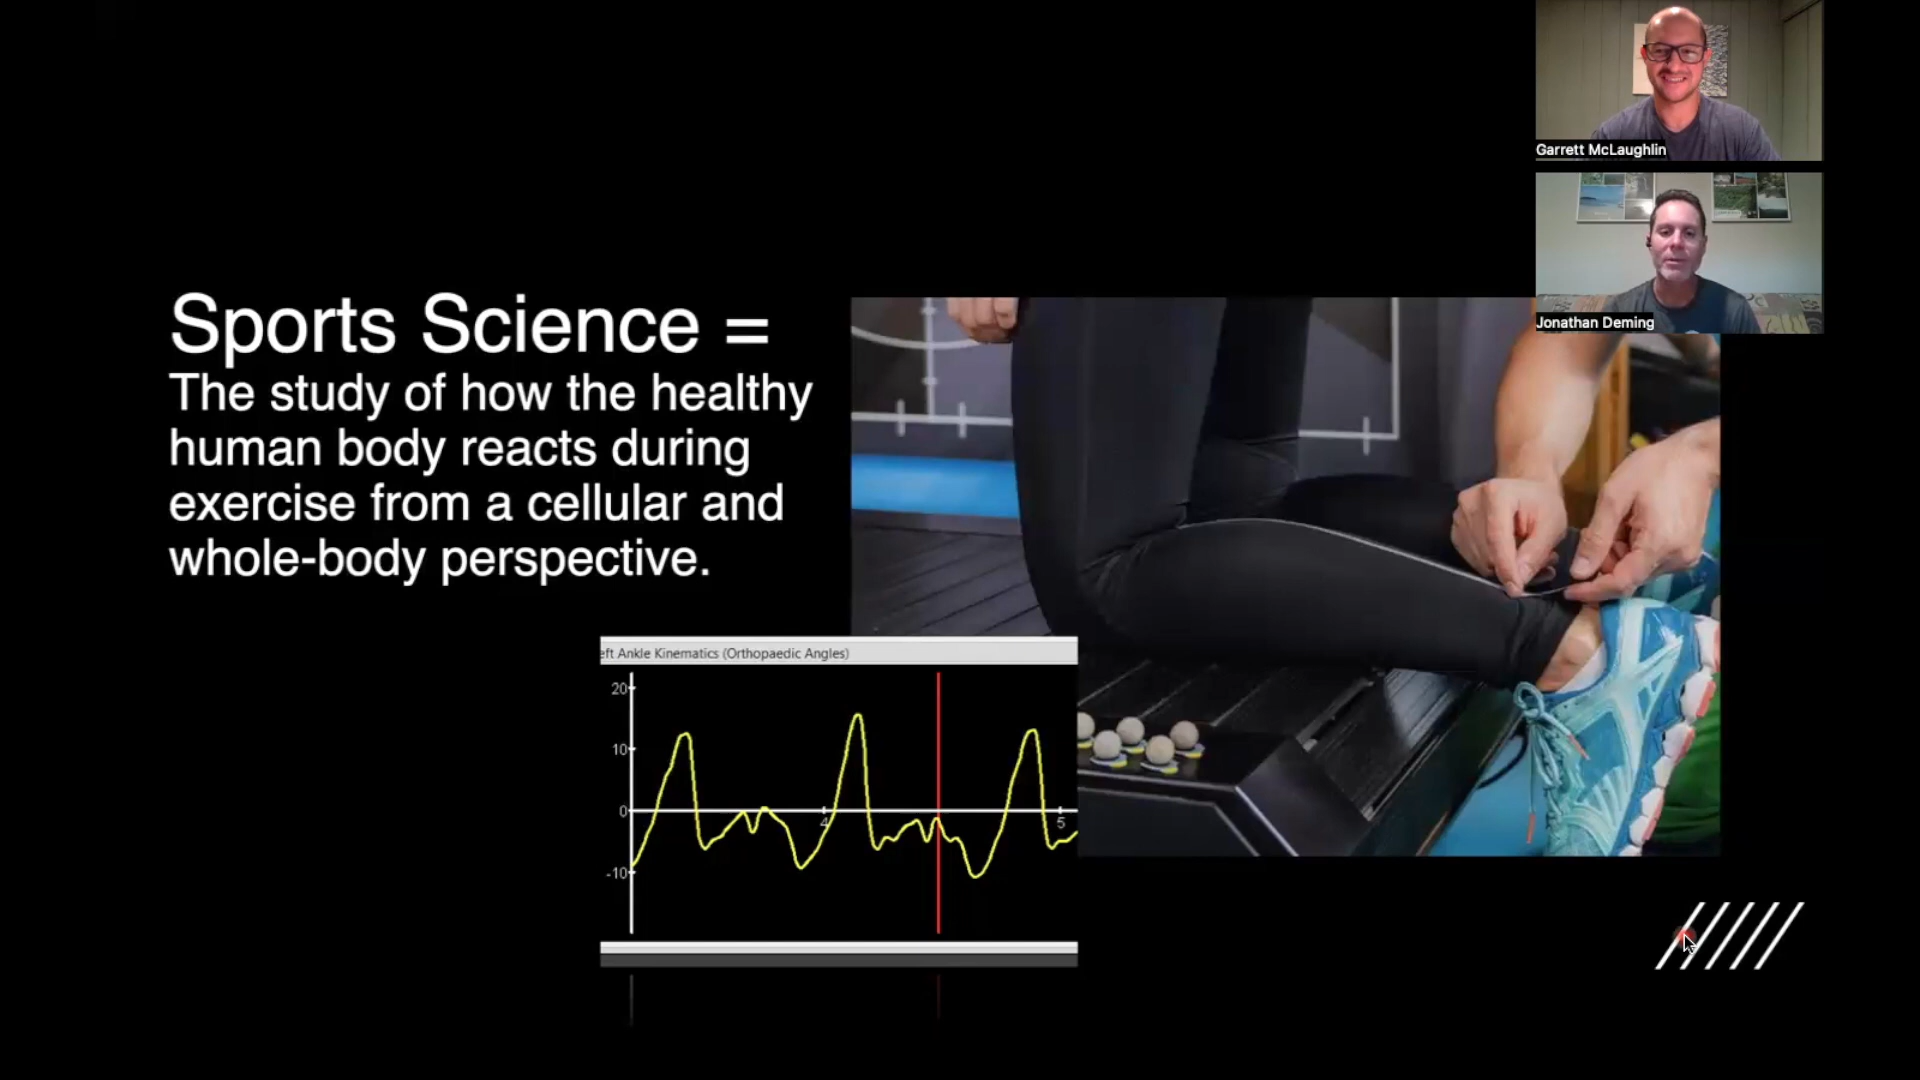 Garrett McLaughlin
Jonathan Deming
Sports Science =
The study of how the healthy
human body reacts during
exercise from a cellular and
whole-body perspective.
eft Ankle Kinematics (Orthopaedic Angles)
20
10
0
4
5
-10